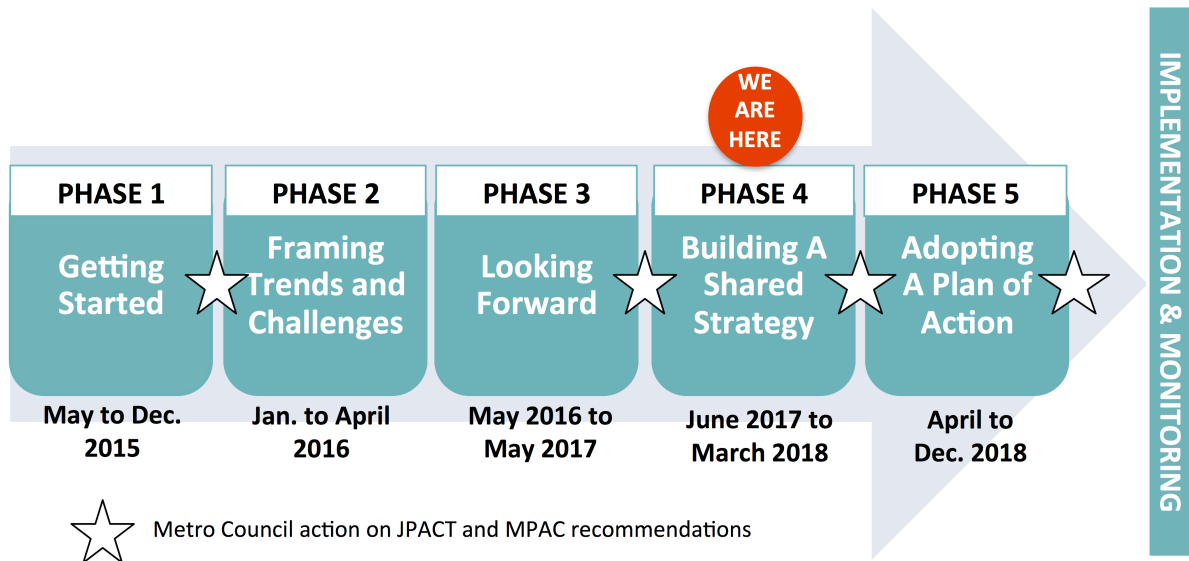 WE
ARE
HERE
PHASE 1
Getting
Started
May to Dec.
2015
PHASE 2
Framing
Trends and
Challenges
Jan. to April
2016
PHASE 3
Looking
Forward
May 2016 to
May 2017
PHASE 4
Building A
Shared
Strategy
June 2017 to
March 2018
PHASE 5
Adopting
A Plan of
Action
April to
Dec. 2018
IMPLEMENTATION & MONITORING
Metro Council action on JPACT and MPAC recommendations